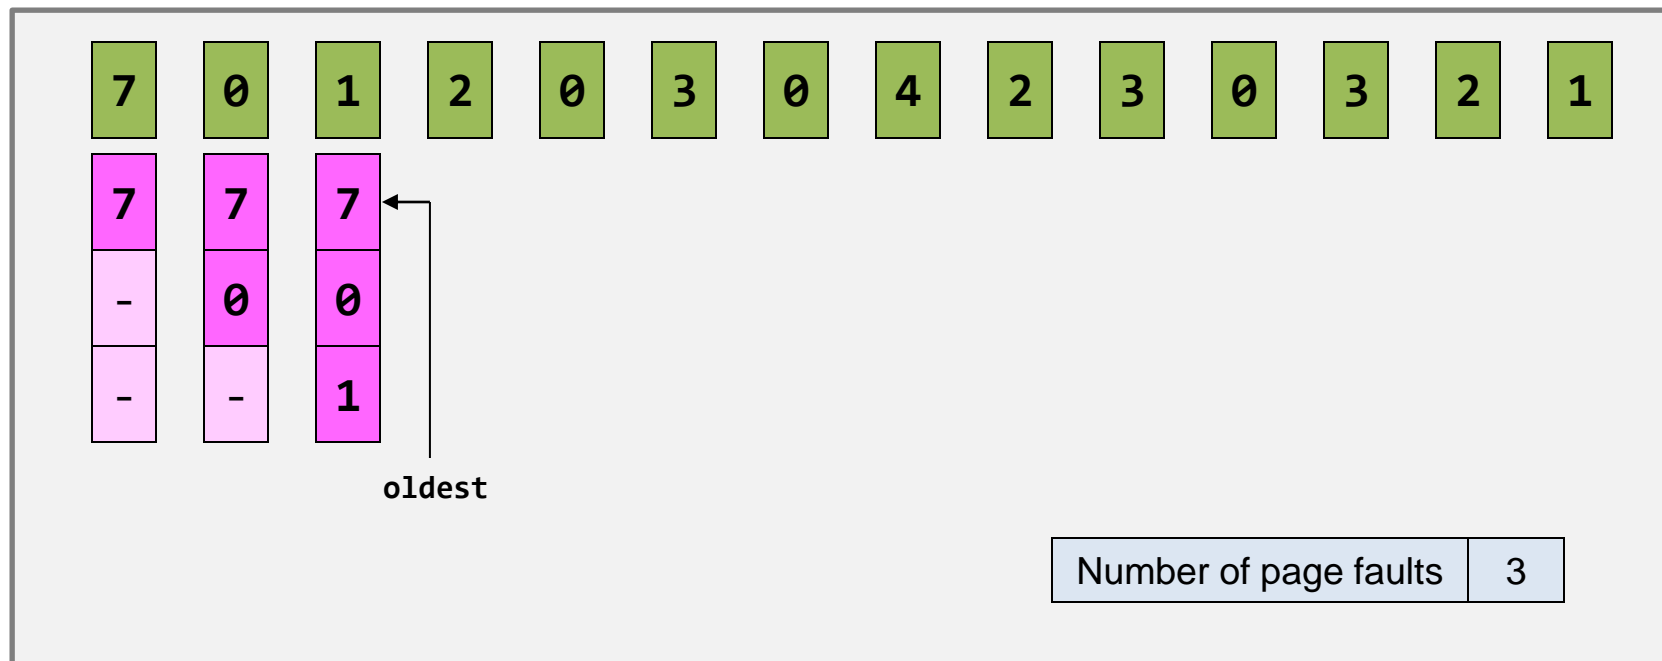 7 0 1 2 0 3 0 4 2 3 0 3 2 1
7 7 7
- 0 0
- - 1
oldest
Number of page faults 3